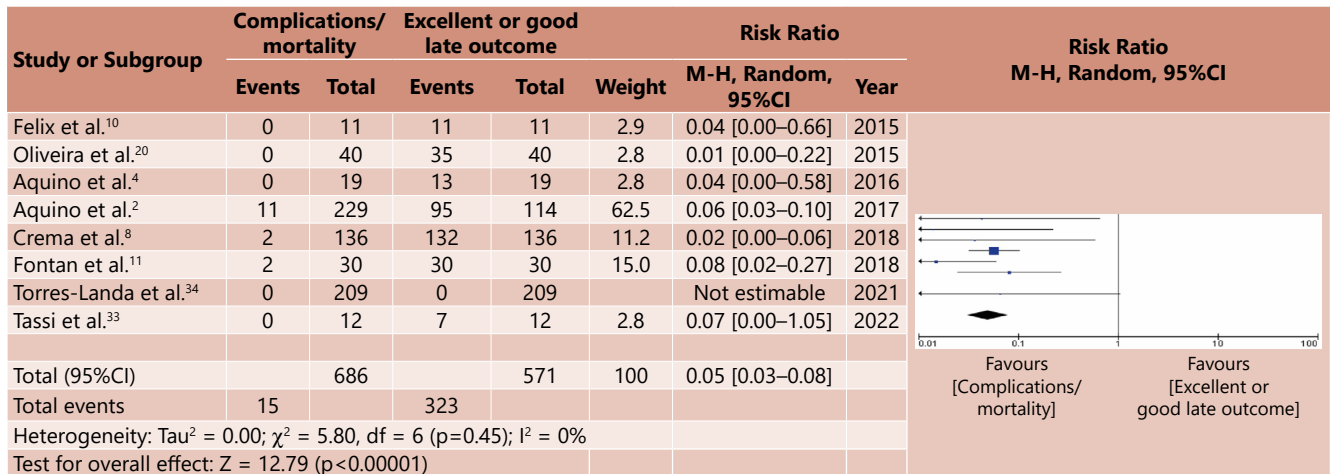 Study or Subgroup Complications/mortality Excellent or good late outcome Risk Ratio Risk Ratio M-H, Random, 95%CI
Events Total Events Total Weight M-H, Random, 95%CI Year
Felix et al.¹⁰ 0 11 11 11 2.9 0.04 [0.00–0.66] 2015
Oliveira et al.²⁰ 0 40 35 40 2.8 0.01 [0.00–0.22] 2015
Aquino et al.⁴ 0 19 13 19 2.8 0.04 [0.00–0.58] 2016
Aquino et al.² 11 229 95 114 62.5 0.06 [0.03–0.10] 2017
Crema et al.⁸ 2 136 132 136 11.2 0.02 [0.00–0.06] 2018
Fontan et al.¹¹ 2 30 30 30 15.0 0.08 [0.02–0.27] 2018
Torres-Landa et al.³⁴ 0 209 0 209 Not estimable 2021
Tassi et al.³³ 0 12 7 12 2.8 0.07 [0.00–1.05] 2022
0.01 0.1 1 10 100
Total (95%CI) 686 571 100 0.05 [0.03–0.08]
Favours [Complications/mortality] Favours [Excellent or good late outcome]
Total events 15 323
Heterogeneity: Tau² = 0.00; χ² = 5.80, df = 6 (p=0.45); I² = 0%
Test for overall effect: Z = 12.79 (p<0.00001)